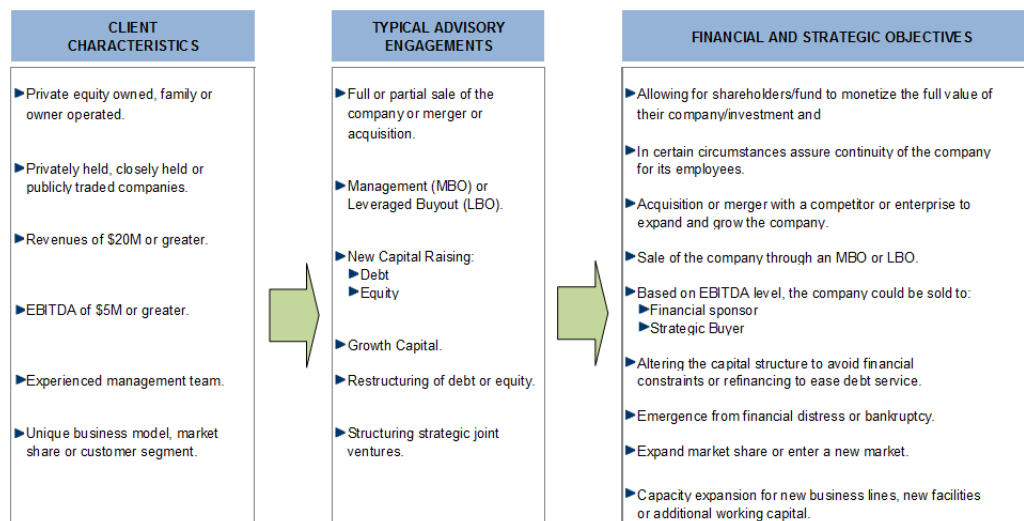 CLIENT
CHARACTERISTICS
Private equity owned, family or
owner operated.
Privately held, closely held or
publicly traded companies.
Revenues of $20M or greater.
EBITDA of $5M or greater.
Experienced management team.
Unique business model, market
share or customer segment.
TYPICAL ADVISORY
ENGAGEMENTS
Full or partial sale of the
company or merger or
acquisition.
Management (MBO) or
Leveraged Buyout (LBO).
New Capital Raising:
Debt
Equity
Growth Capital.
Restructuring of debt or equity.
Structuring strategic joint
ventures.
FINANCIAL AND STRATEGIC OBJECTIVES
Allowing for shareholders/fund to monetize the full value of
their company/investment and
In certain circumstances assure continuity of the company
for its employees.
Acquisition or merger with a competitor or enterprise to
expand and grow the company.
Sale of the company through an MBO or LBO.
Based on EBITDA level, the company could be sold to:
Financial sponsor
Strategic Buyer
Altering the capital structure to avoid financial
constraints or refinancing to ease debt service.
Emergence from financial distress or bankruptcy.
Expand market share or enter a new market.
Capacity expansion for new business lines, new facilities
or additional working capital.